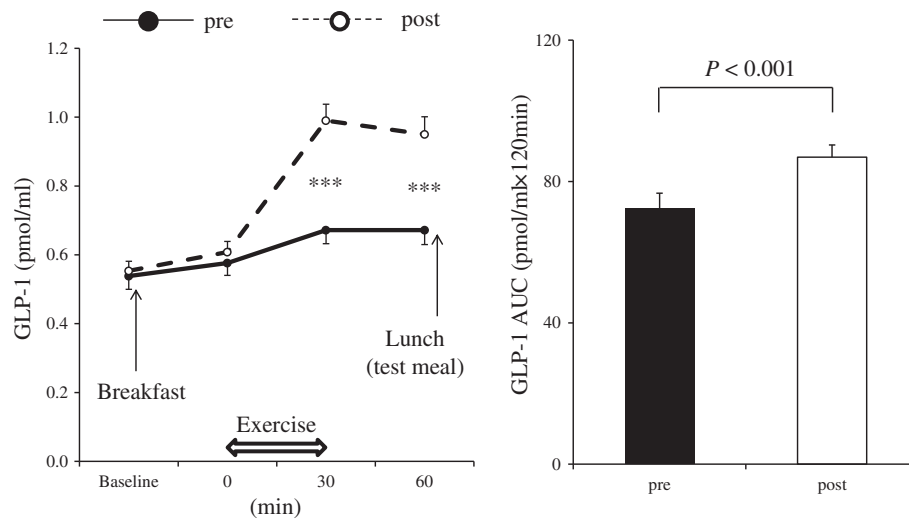 pre post
1.2
1.0
0.8
0.6
0.4
0.2
0.0
GLP-1 (pmol/ml)
*** ***
Breakfast
Lunch
(test meal)
Exercise
Baseline 0 30 60
(min)
120
80
40
0
GLP-1 AUC (pmol/ml×120min)
P < 0.001
pre post